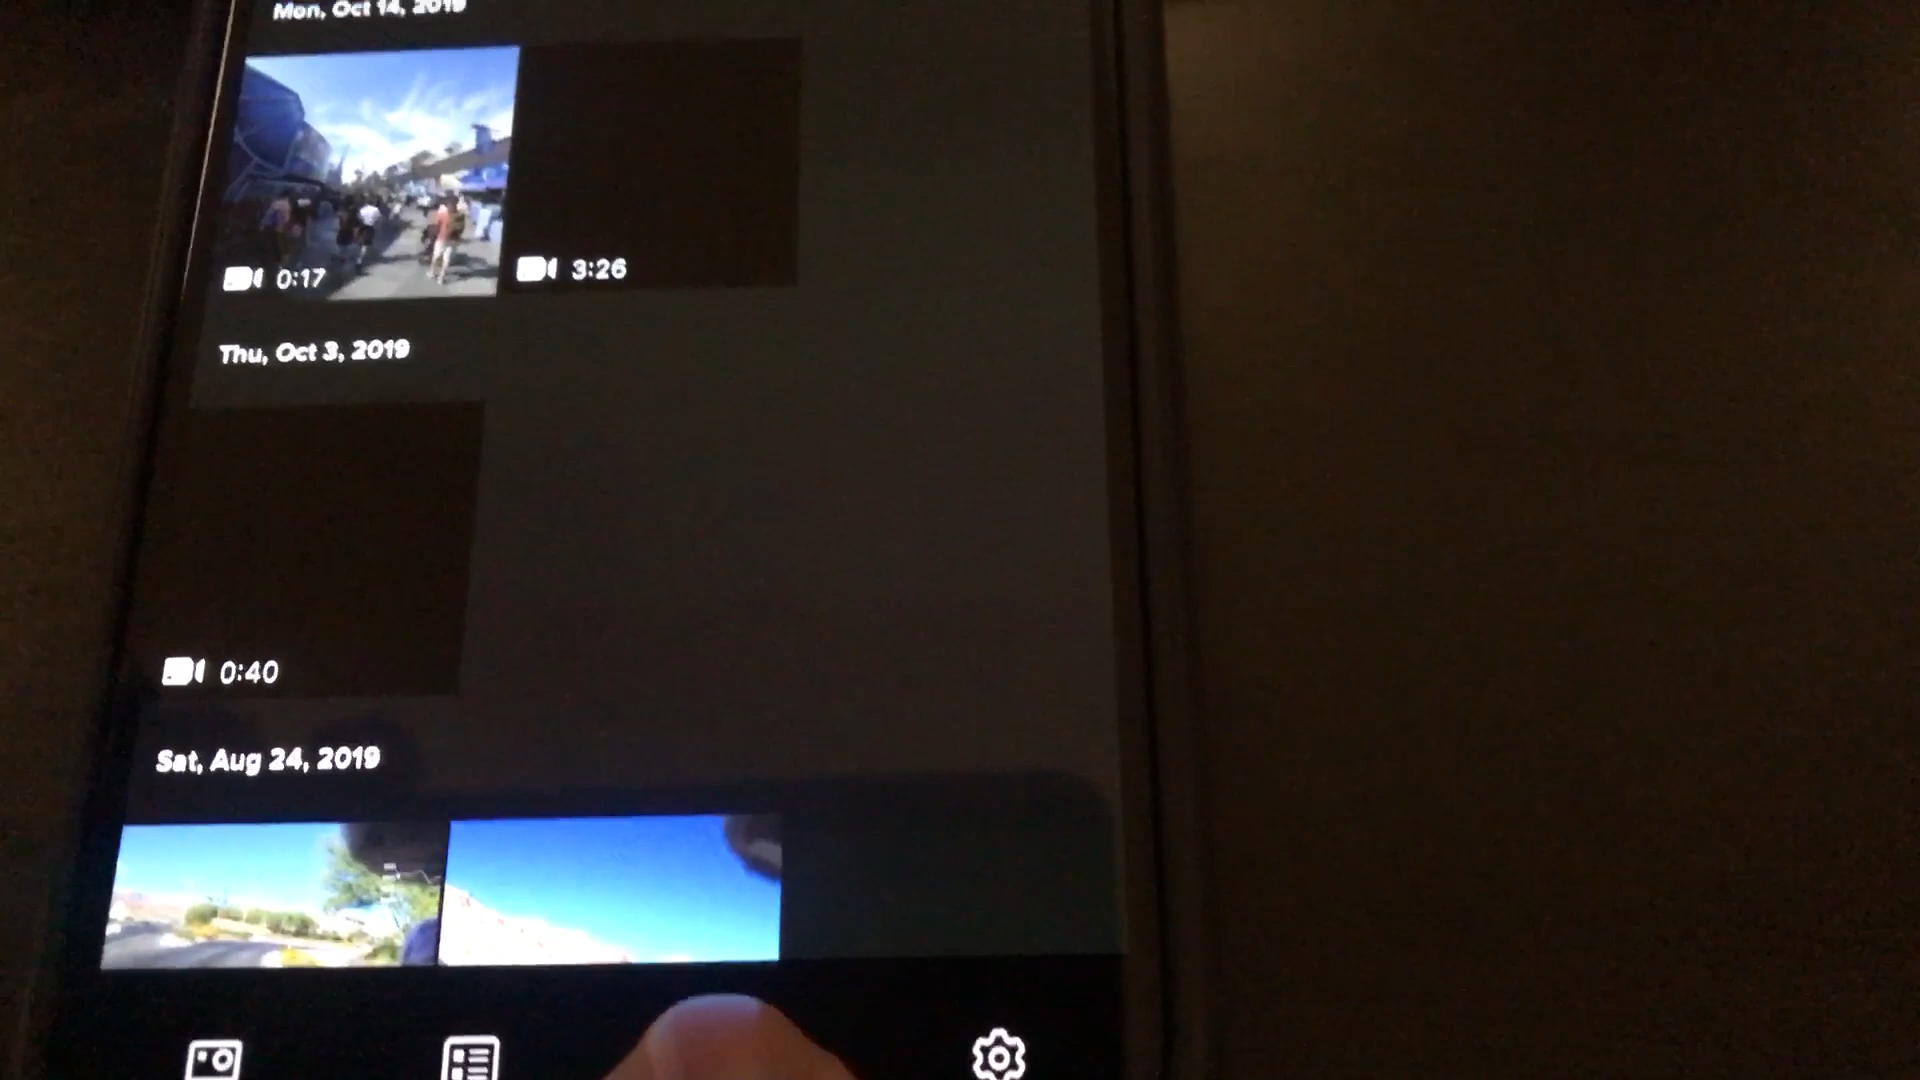 Mon, Oct 14, 2019
0:17
3:26
Thu, Oct 3, 2019
0:40
Sat, Aug 24, 2019